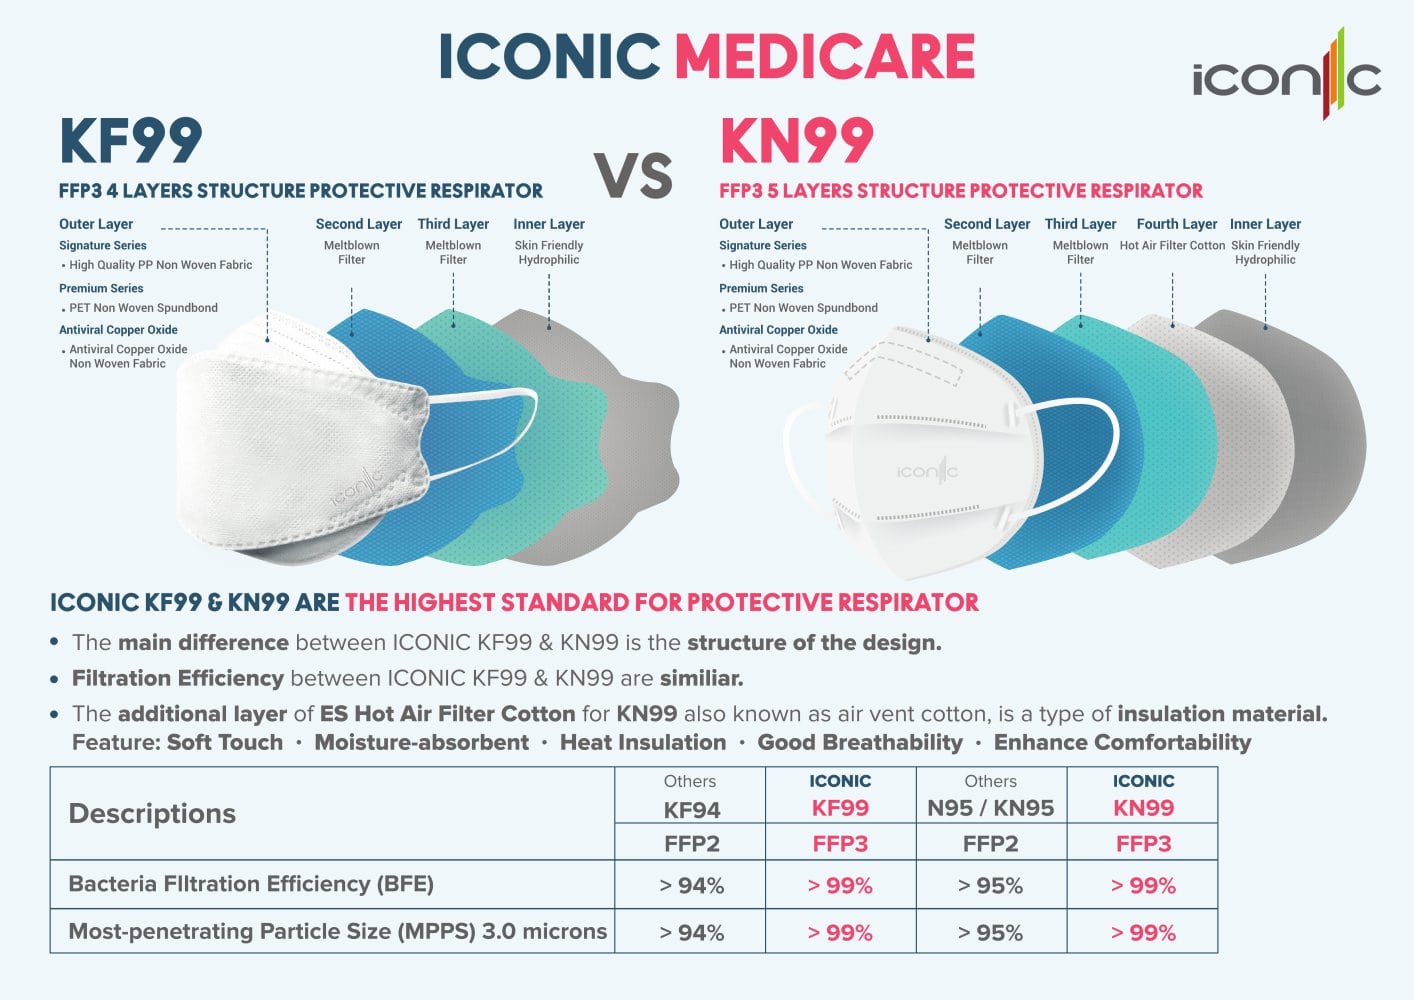 ICONIC MEDICARE
iconic
KF99
FFP3 4 LAYERS STRUCTURE PROTECTIVE RESPIRATOR
VS
KN99
FFP3 5 LAYERS STRUCTURE PROTECTIVE RESPIRATOR
Outer Layer
Signature Series
• High Quality PP Non Woven Fabric
Premium Series
• PET Non Woven Spundbond
Antiviral Copper Oxide
• Antiviral Copper Oxide
Non Woven Fabric
Second Layer
Meltblown
Filter
Third Layer
Meltblown
Filter
Inner Layer
Skin Friendly
Hydrophilic
iconic
Outer Layer
Signature Series
• High Quality PP Non Woven Fabric
Premium Series
• PET Non Woven Spundbond
Antiviral Copper Oxide
• Antiviral Copper Oxide
Non Woven Fabric
Second Layer
Meltblown
Filter
Third Layer
Meltblown
Filter
Fourth Layer
Hot Air Filter Cotton
Inner Layer
Skin Friendly
Hydrophilic
iconic
ICONIC KF99 & KN99 ARE THE HIGHEST STANDARD FOR PROTECTIVE RESPIRATOR
• The main difference between ICONIC KF99 & KN99 is the structure of the design.
• Filtration Efficiency between ICONIC KF99 & KN99 are similiar.
• The additional layer of ES Hot Air Filter Cotton for KN99 also known as air vent cotton, is a type of insulation material.
Feature: Soft Touch • Moisture-absorbent • Heat Insulation • Good Breathability • Enhance Comfortability
Descriptions
Others ICONIC Others ICONIC
KF94 KF99 N95 / KN95 KN99
FFP2 FFP3 FFP2 FFP3
Bacteria FIltration Efficiency (BFE) > 94% > 99% > 95% > 99%
Most-penetrating Particle Size (MPPS) 3.0 microns > 94% > 99% > 95% > 99%